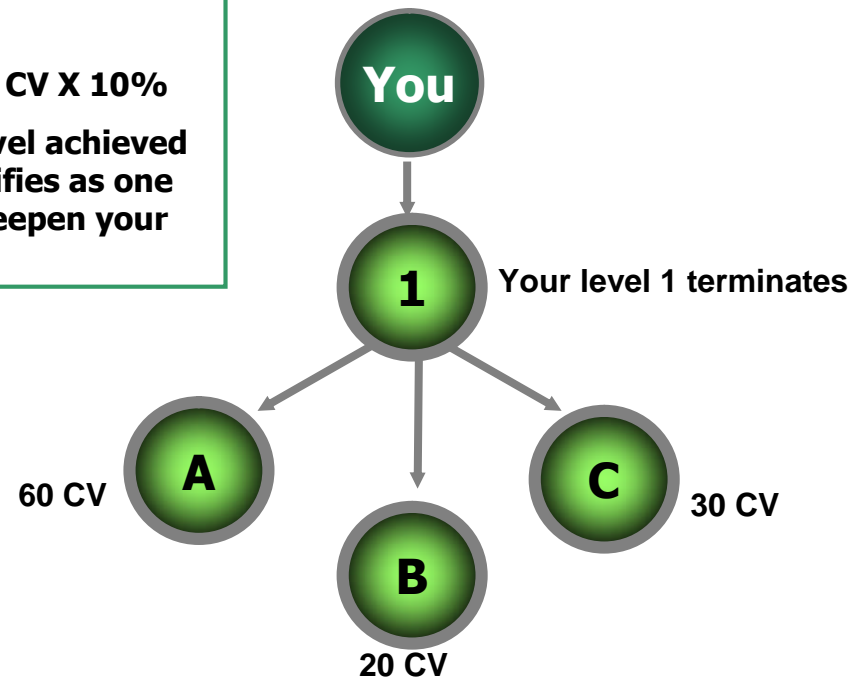 CV X 10%
vel achieved
ifies as one
eepen your
You
1
Your level 1 terminates
A
60 CV
C
30 CV
B
20 CV